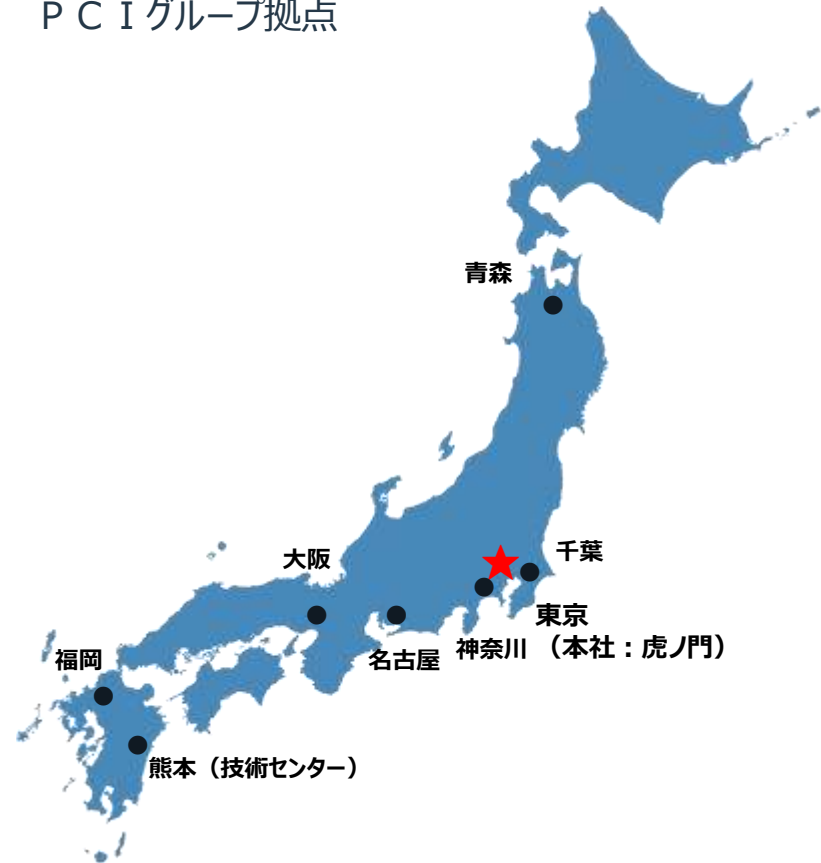 ＰＣＩグループ拠点
青森
千葉
大阪
東京
（本社：虎ノ門）
神奈川
名古屋
福岡
熊本（技術センター）